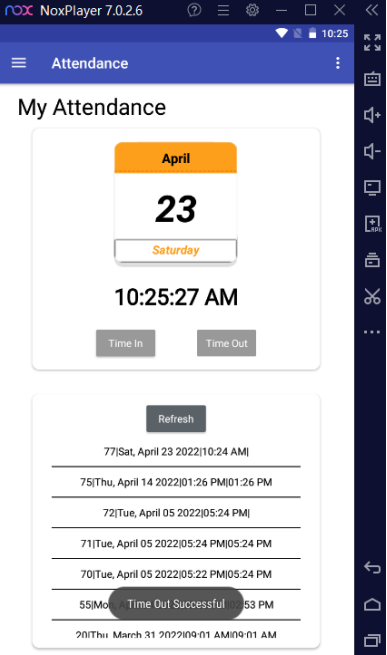 nox NoxPlayer 7.0.2.6
10:25
Attendance
My Attendance
April
23
Saturday
10:25:27 AM
Time In Time Out
Refresh
77|Sat, April 23 2022|10:24 AM|
75|Thu, April 14 2022|01:26 PM|01:26 PM
72|Tue, April 05 2022|05:24 PM|
71|Tue, April 05 2022|05:24 PM|05:24 PM
70|Tue, April 05 2022|05:22 PM|05:24 PM
55|Mo 53 PM
Time Out Successful
20|Thu, March 31 2022|09:01 AM|09:01 AM